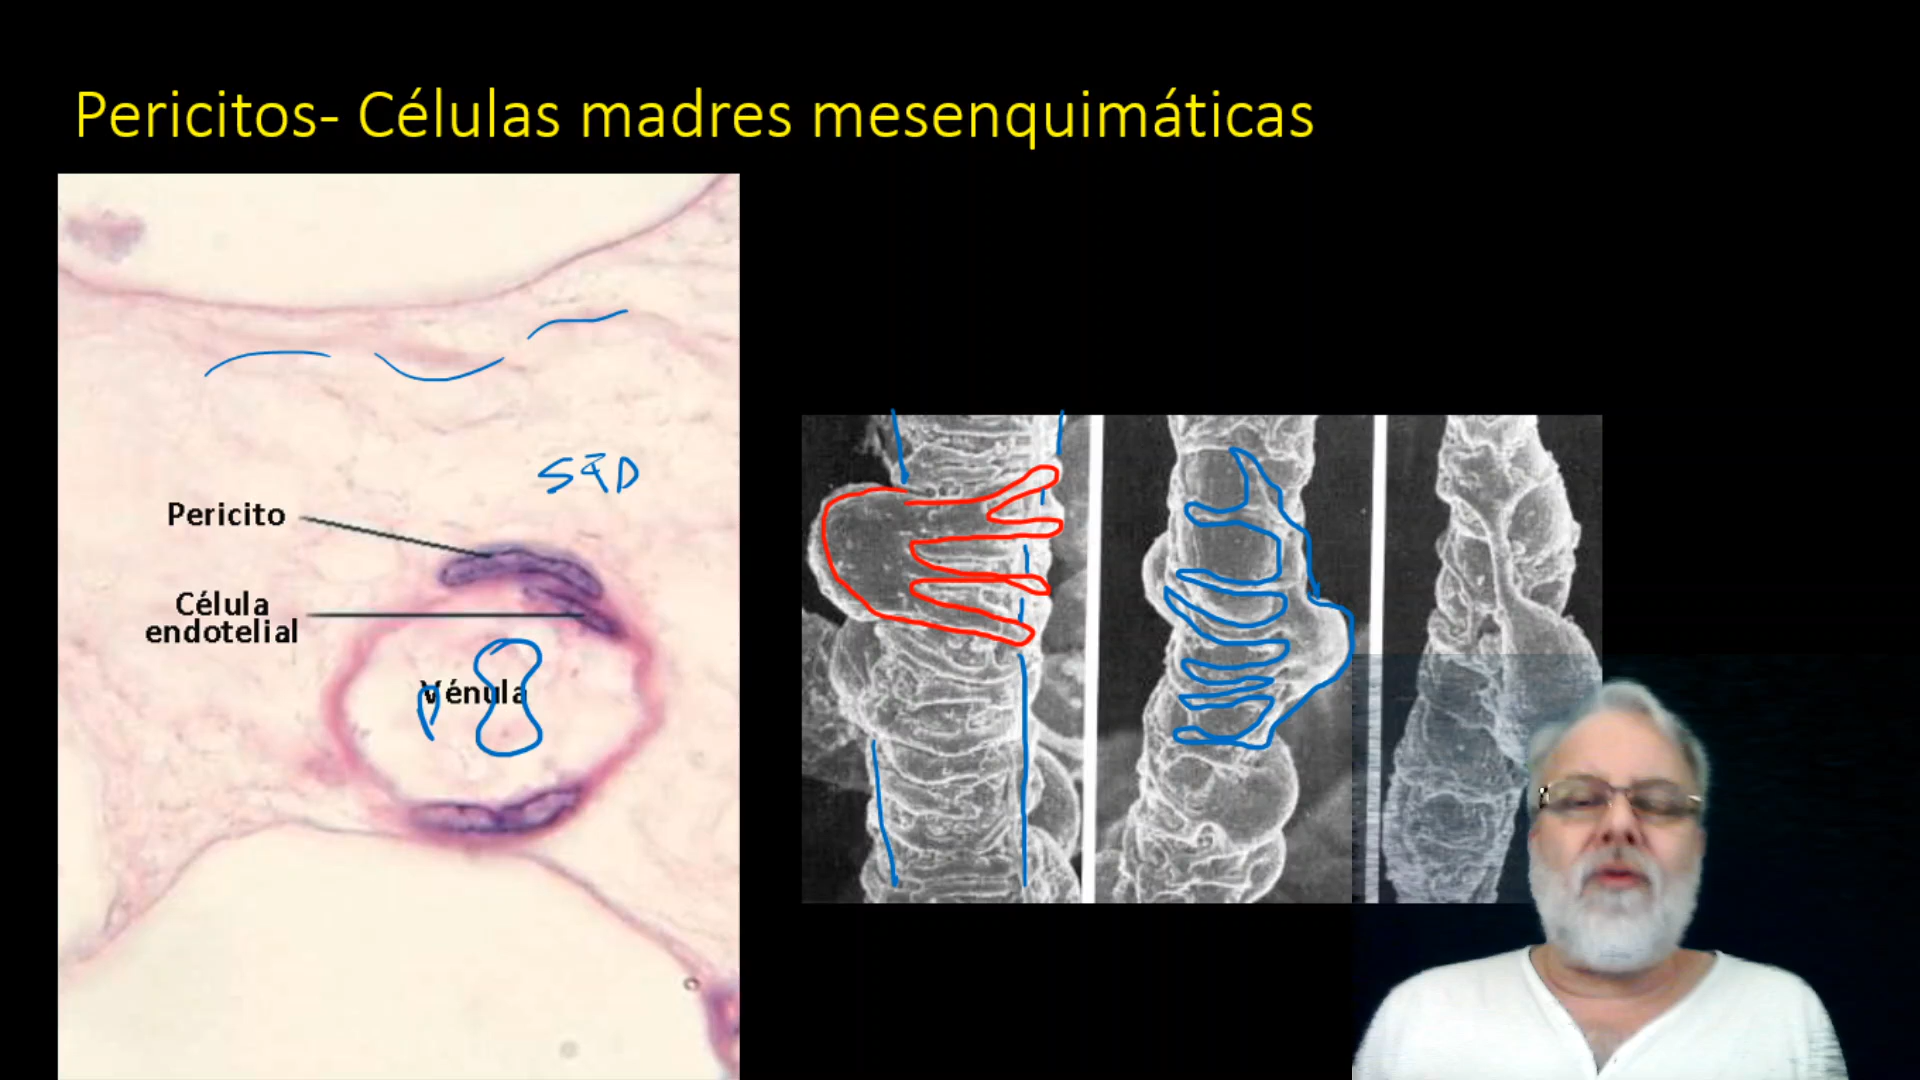 Pericitos- Células madres mesenquimáticas
Pericito
Célula
endotelial
Vénula